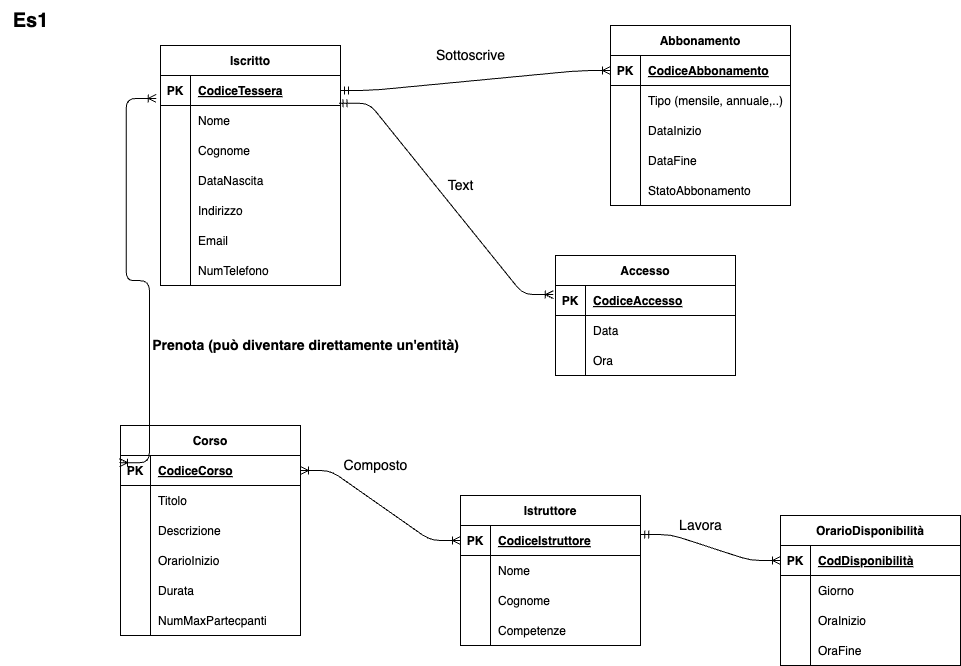 Es1
Iscritto
PK CodiceTessera
Nome
Cognome
DataNascita
Indirizzo
Email
NumTelefono
Sottoscrive
Abbonamento
PK CodiceAbbonamento
Tipo (mensile, annuale,..)
DataInizio
DataFine
StatoAbbonamento
Text
Accesso
PK CodiceAccesso
Data
Ora
Prenota (può diventare direttamente un'entità)
Corso
PK CodiceCorso
Titolo
Descrizione
OrarioInizio
Durata
NumMaxPartecpanti
Composto
Istruttore
PK CodiceIstruttore
Nome
Cognome
Competenze
Lavora
OrarioDisponibilità
PK CodDisponibilità
Giorno
OraInizio
OraFine